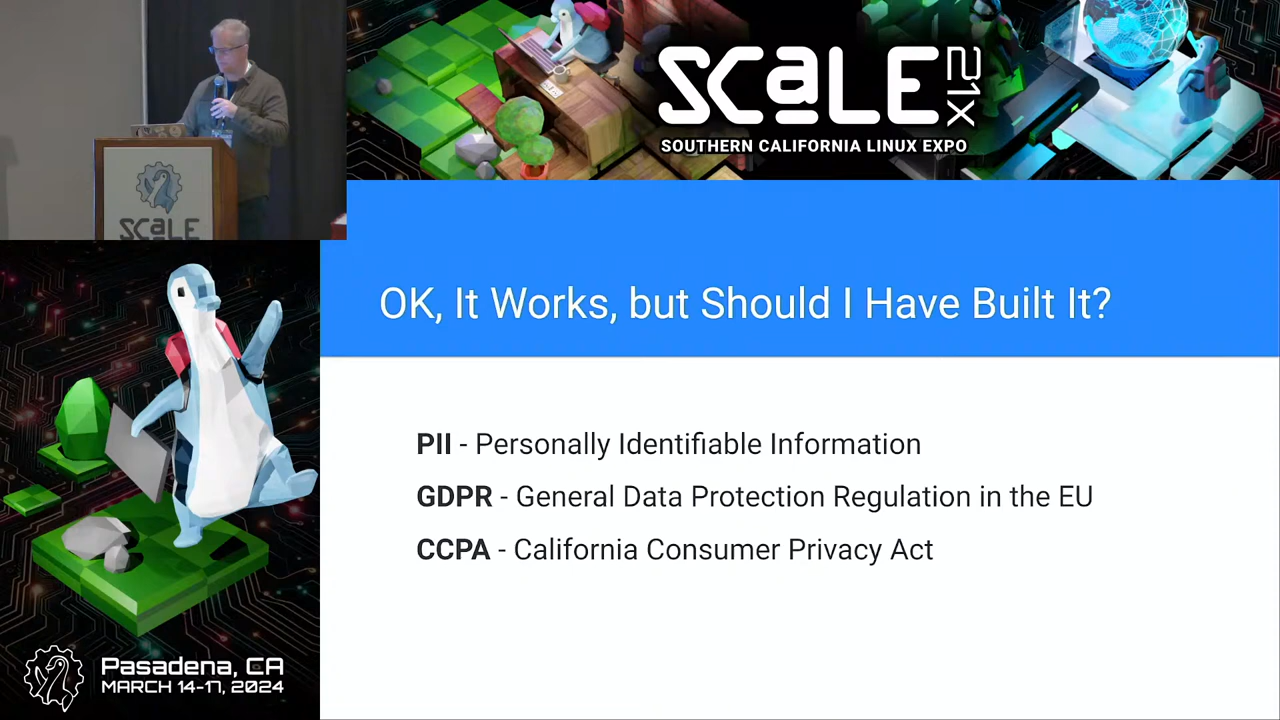 SCaLE 21X
SOUTHERN CALIFORNIA LINUX EXPO
SCaLE
OK, It Works, but Should I Have Built It?
PII - Personally Identifiable Information
GDPR - General Data Protection Regulation in the EU
CCPA - California Consumer Privacy Act
Pasadena, CA
MARCH 14-17, 2024